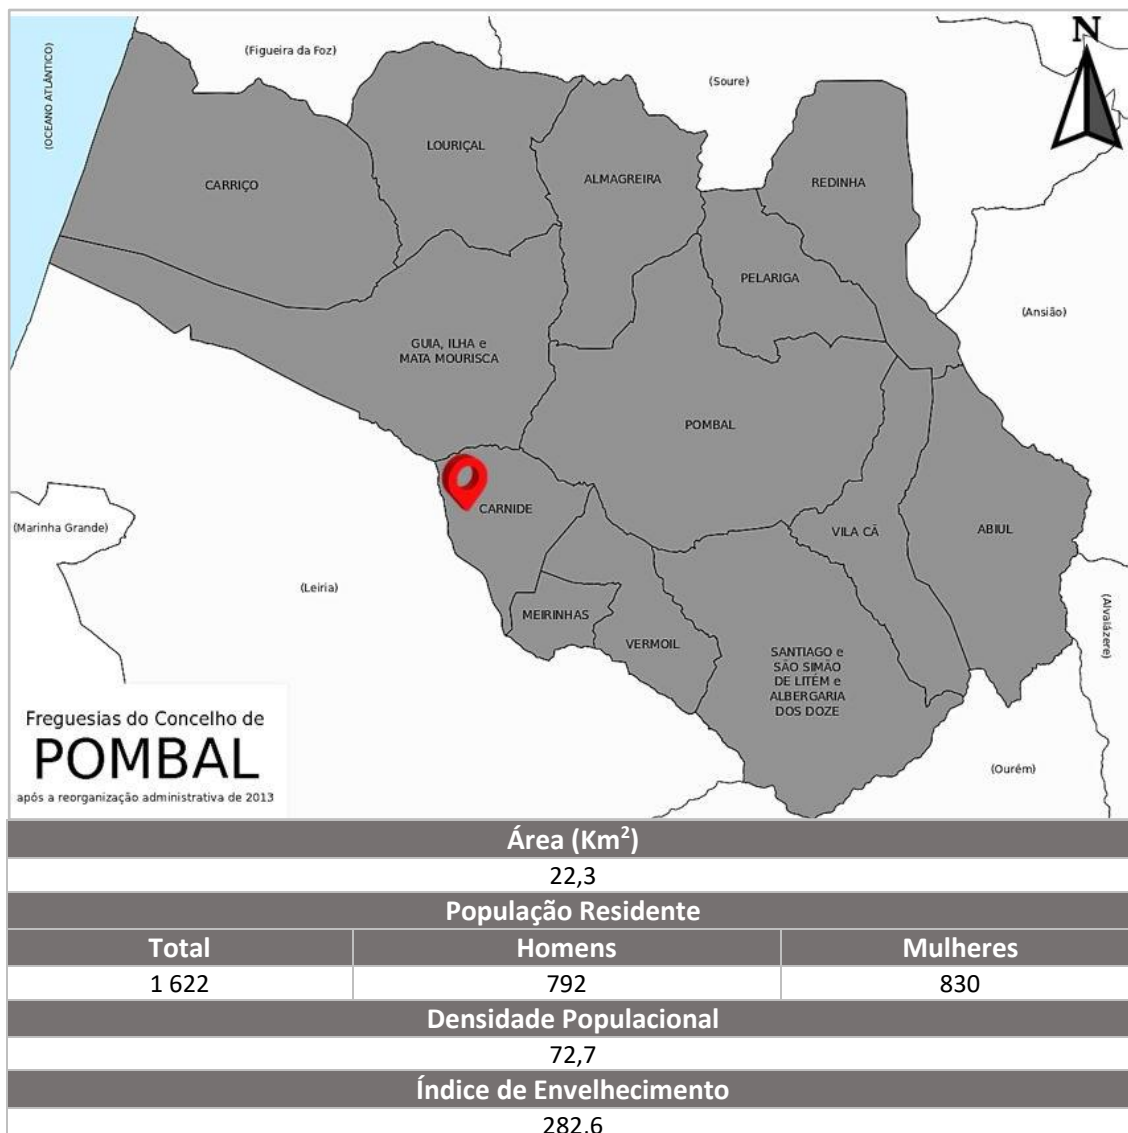 N
(OCEANO ATLÂNTICO)
(Figueira da Foz)
(Soure)
LOURIÇAL
CARRIÇO
ALMAGREIRA
REDINHA
PELARIGA
(Ansião)
GUIA, ILHA e
MATA MOURISCA
POMBAL
CARNIDE
(Marinha Grande)
VILA CÃ
ABIUL
(Leiria)
(Alvaiázere)
MEIRINHAS
VERMOIL
SANTIAGO e
SÃO SIMÃO
DE LITÉM e
ALBERGARIA
DOS DOZE
(Ourém)
Freguesias do Concelho de
POMBAL
após a reorganização administrativa de 2013
Área (Km²)
22,3
População Residente
Total Homens Mulheres
1 622 792 830
Densidade Populacional
72,7
Índice de Envelhecimento
282,6